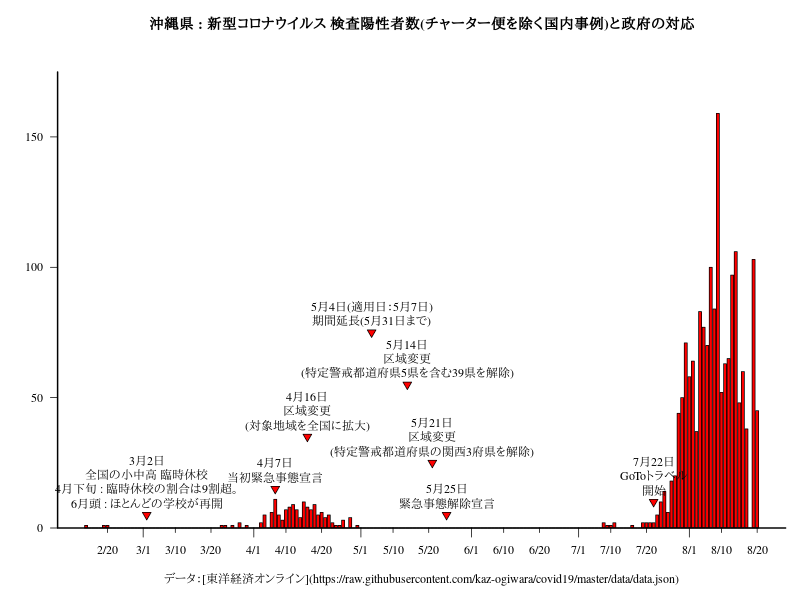 沖縄県 : 新型コロナウイルス 検査陽性者数(チャーター便を除く国内事例)と政府の対応
150
100
50
0
5月4日(適用日:5月7日)
期間延長(5月31日まで)
5月14日
区域変更
(特定警戒都道府県5県を含む39県を解除)
4月16日
区域変更
(対象地域を全国に拡大)
5月21日
区域変更
(特定警戒都道府県の関西3府県を解除)
3月2日
全国の小中高 臨時休校
4月下旬 : 臨時休校の割合は9割超。
6月頭 : ほとんどの学校が再開
4月7日
当初緊急事態宣言
5月25日
緊急事態解除宣言
7月22日
GoToトラベル
開始
2/20 3/1 3/10 3/20 4/1 4/10 4/20 5/1 5/10 5/20 6/1 6/10 6/20 7/1 7/10 7/20 8/1 8/10 8/20
データ:[東洋経済オンライン](https://raw.githubusercontent.com/kaz-ogiwara/covid19/master/data/data.json)